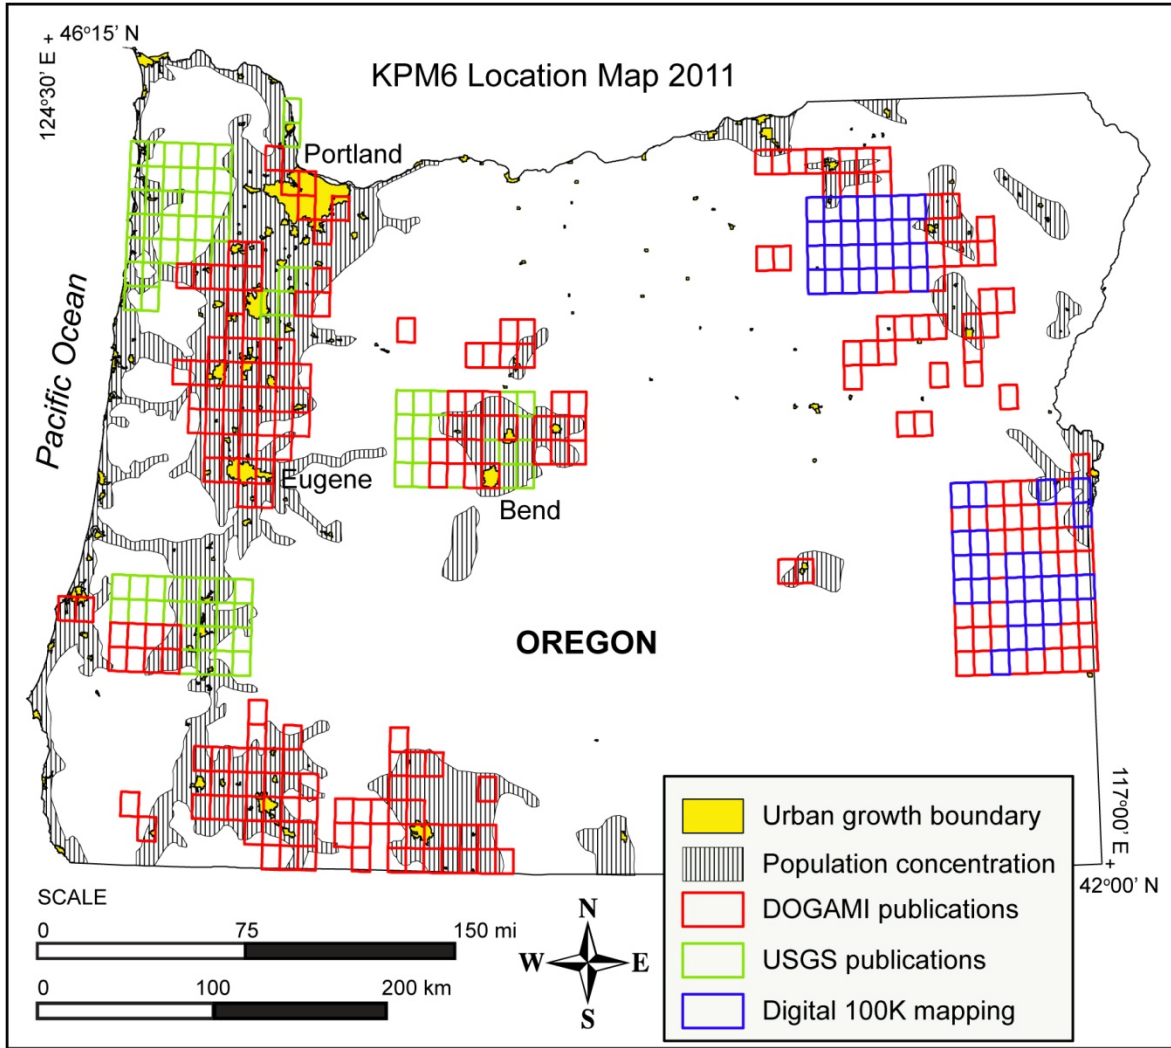 46°15' N
124°30' E
KPM6 Location Map 2011
Portland
Pacific Ocean
Eugene
Bend
OREGON
117°00' E
42°00' N
SCALE
0 75 150 mi
0 100 200 km
N
W E
S
Urban growth boundary
Population concentration
DOGAMI publications
USGS publications
Digital 100K mapping